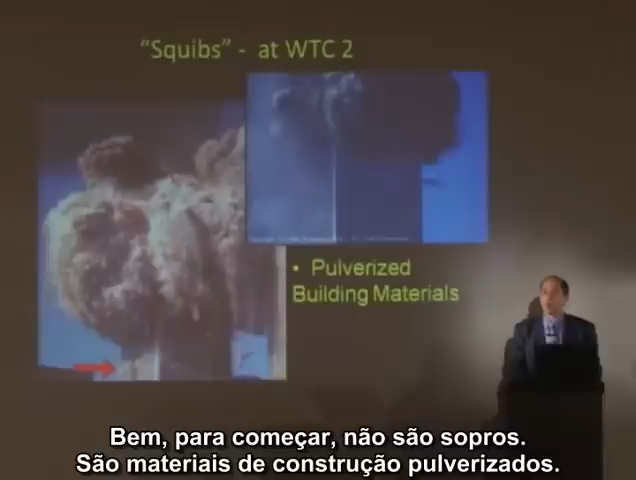 "Squibs" - at WTC 2
• Pulverized
Building Materials
Bem, para começar, não são sopros.
São materiais de construção pulverizados.